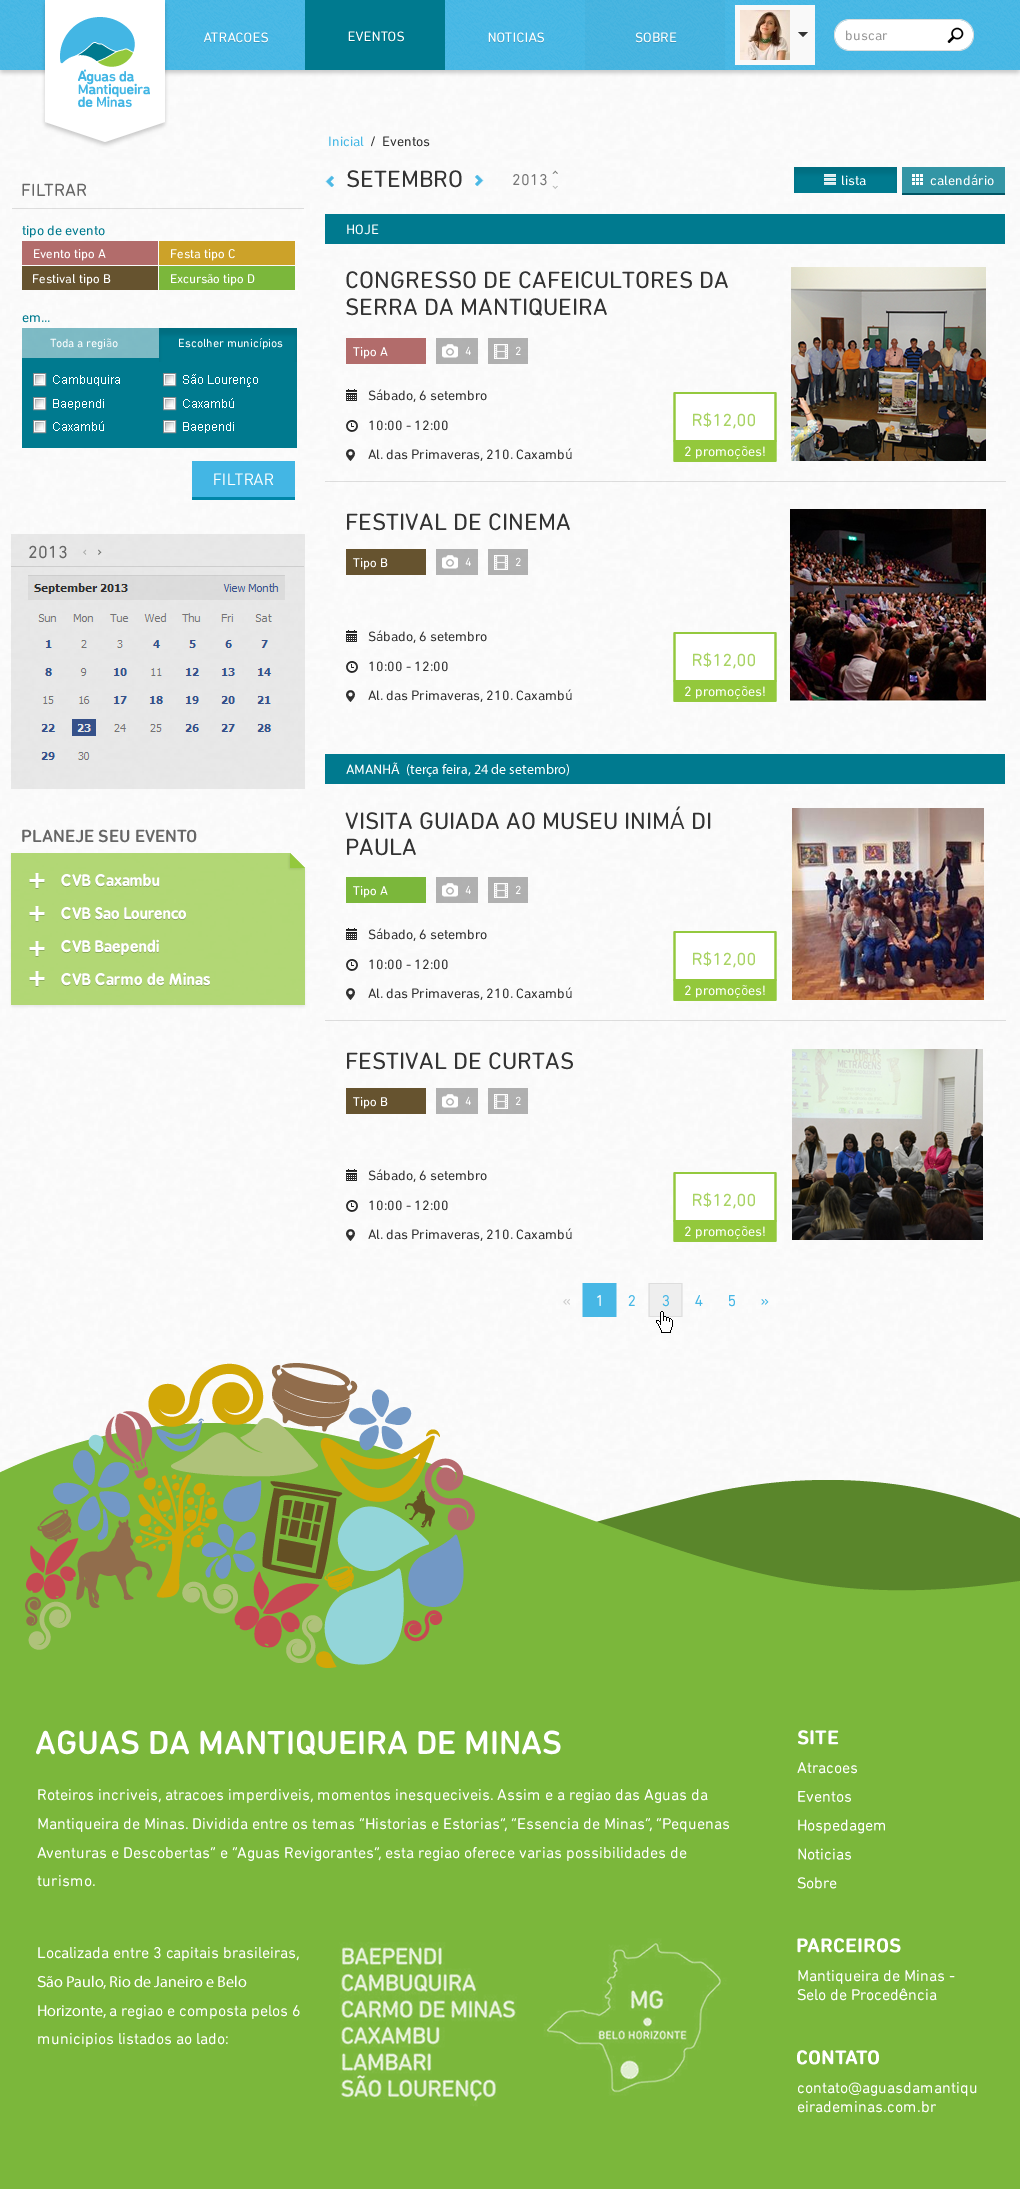 Águas da
Mantiqueira
de Minas
ATRACOES
EVENTOS
NOTICIAS
SOBRE
buscar
Inicial / Eventos
SETEMBRO
2013
lista
calendário
FILTRAR
tipo de evento
Evento tipo A
Festa tipo C
Festival tipo B
Excursão tipo D
em...
Toda a região
Escolher municípios
Cambuquira
São Lourenço
Baependi
Caxambú
Caxambú
Baependi
FILTRAR
2013 ‹ ›
September 2013
View Month
Sun Mon Tue Wed Thu Fri Sat
1 2 3 4 5 6 7
8 9 10 11 12 13 14
15 16 17 18 19 20 21
22 23 24 25 26 27 28
29 30
PLANEJE SEU EVENTO
+ CVB Caxambu
+ CVB Sao Lourenco
+ CVB Baependi
+ CVB Carmo de Minas
HOJE
CONGRESSO DE CAFEICULTORES DA
SERRA DA MANTIQUEIRA
Tipo A
4
2
Sábado, 6 setembro
10:00 - 12:00
Al. das Primaveras, 210. Caxambú
R$12,00
2 promoções!
FESTIVAL DE CINEMA
Tipo B
4
2
Sábado, 6 setembro
10:00 - 12:00
Al. das Primaveras, 210. Caxambú
R$12,00
2 promoções!
AMANHÃ (terça feira, 24 de setembro)
VISITA GUIADA AO MUSEU INIMÁ DI
PAULA
Tipo A
4
2
Sábado, 6 setembro
10:00 - 12:00
Al. das Primaveras, 210. Caxambú
R$12,00
2 promoções!
FESTIVAL DE CURTAS
Tipo B
4
2
Sábado, 6 setembro
10:00 - 12:00
Al. das Primaveras, 210. Caxambú
R$12,00
2 promoções!
METRAGENS
« 1 2 3 4 5 »
AGUAS DA MANTIQUEIRA DE MINAS
Roteiros incriveis, atracoes imperdiveis, momentos inesqueciveis. Assim e a regiao das Aguas da
Mantiqueira de Minas. Dividida entre os temas “Historias e Estorias”, “Essencia de Minas”, “Pequenas
Aventuras e Descobertas” e “Aguas Revigorantes”, esta regiao oferece varias possibilidades de
turismo.
Localizada entre 3 capitais brasileiras,
São Paulo, Rio de Janeiro e Belo
Horizonte, a regiao e composta pelos 6
municipios listados ao lado:
BAEPENDI
CAMBUQUIRA
CARMO DE MINAS
CAXAMBU
LAMBARI
SÃO LOURENÇO
MG
BELO HORIZONTE
SITE
Atracoes
Eventos
Hospedagem
Noticias
Sobre
PARCEIROS
Mantiqueira de Minas -
Selo de Procedência
CONTATO
contato@aguasdamantiqu
eirademinas.com.br